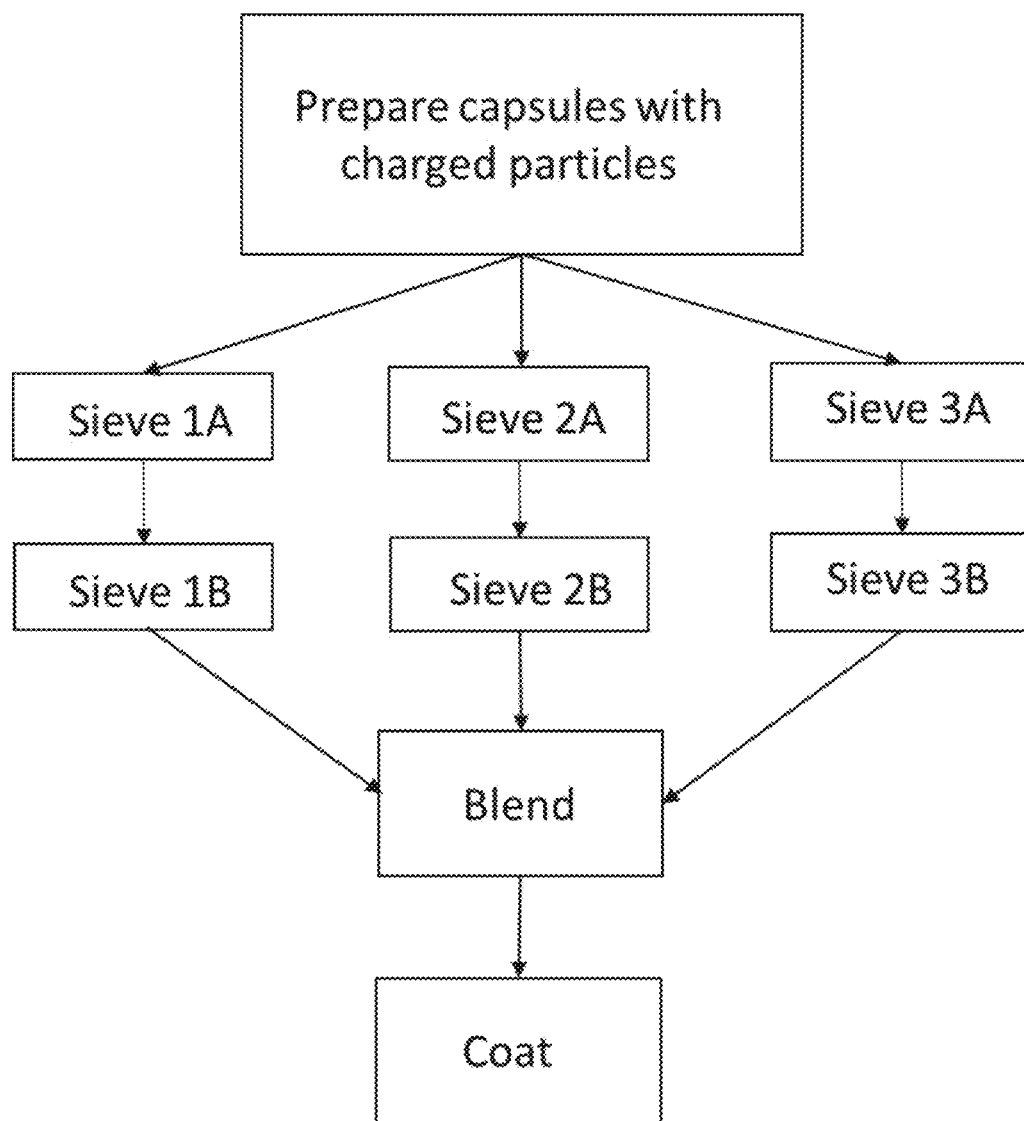 Prepare capsules with
charged particles
Sieve 1A
Sieve 2A
Sieve 3A
Sieve 1B
Sieve 2B
Sieve 3B
Blend
Coat